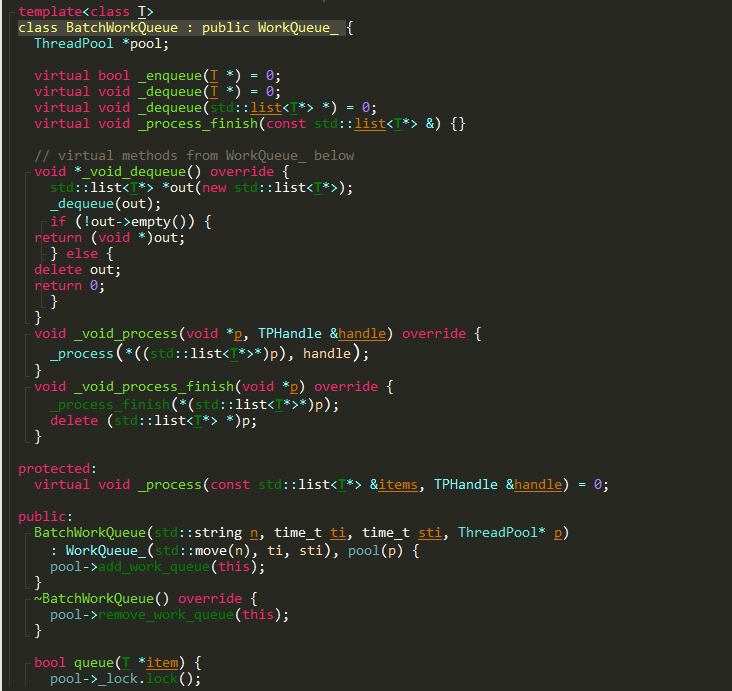 template<class T>
class BatchWorkQueue : public WorkQueue_ {
ThreadPool *pool;
virtual bool _enqueue(T *) = 0;
virtual void _dequeue(T *) = 0;
virtual void _dequeue(std::list<T*> *) = 0;
virtual void _process_finish(const std::list<T*> &) {}
// virtual methods from WorkQueue_ below
void *_void_dequeue() override {
std::list<T*> *out(new std::list<T*>);
_dequeue(out);
if (!out->empty()) {
return (void *)out;
} else {
delete out;
return 0;
}
}
void _void_process(void *p, TPHandle &handle) override {
_process(*((std::list<T*>*)p), handle);
}
void _void_process_finish(void *p) override {
_process_finish(*(std::list<T*>*)p);
delete (std::list<T*> *)p;
}
protected:
virtual void _process(const std::list<T*> &items, TPHandle &handle) = 0;
public:
BatchWorkQueue(std::string n, time_t ti, time_t sti, ThreadPool* p)
: WorkQueue_(std::move(n), ti, sti), pool(p) {
pool->add_work_queue(this);
}
~BatchWorkQueue() override {
pool->remove_work_queue(this);
}
bool queue(T *item) {
pool->_lock.lock();